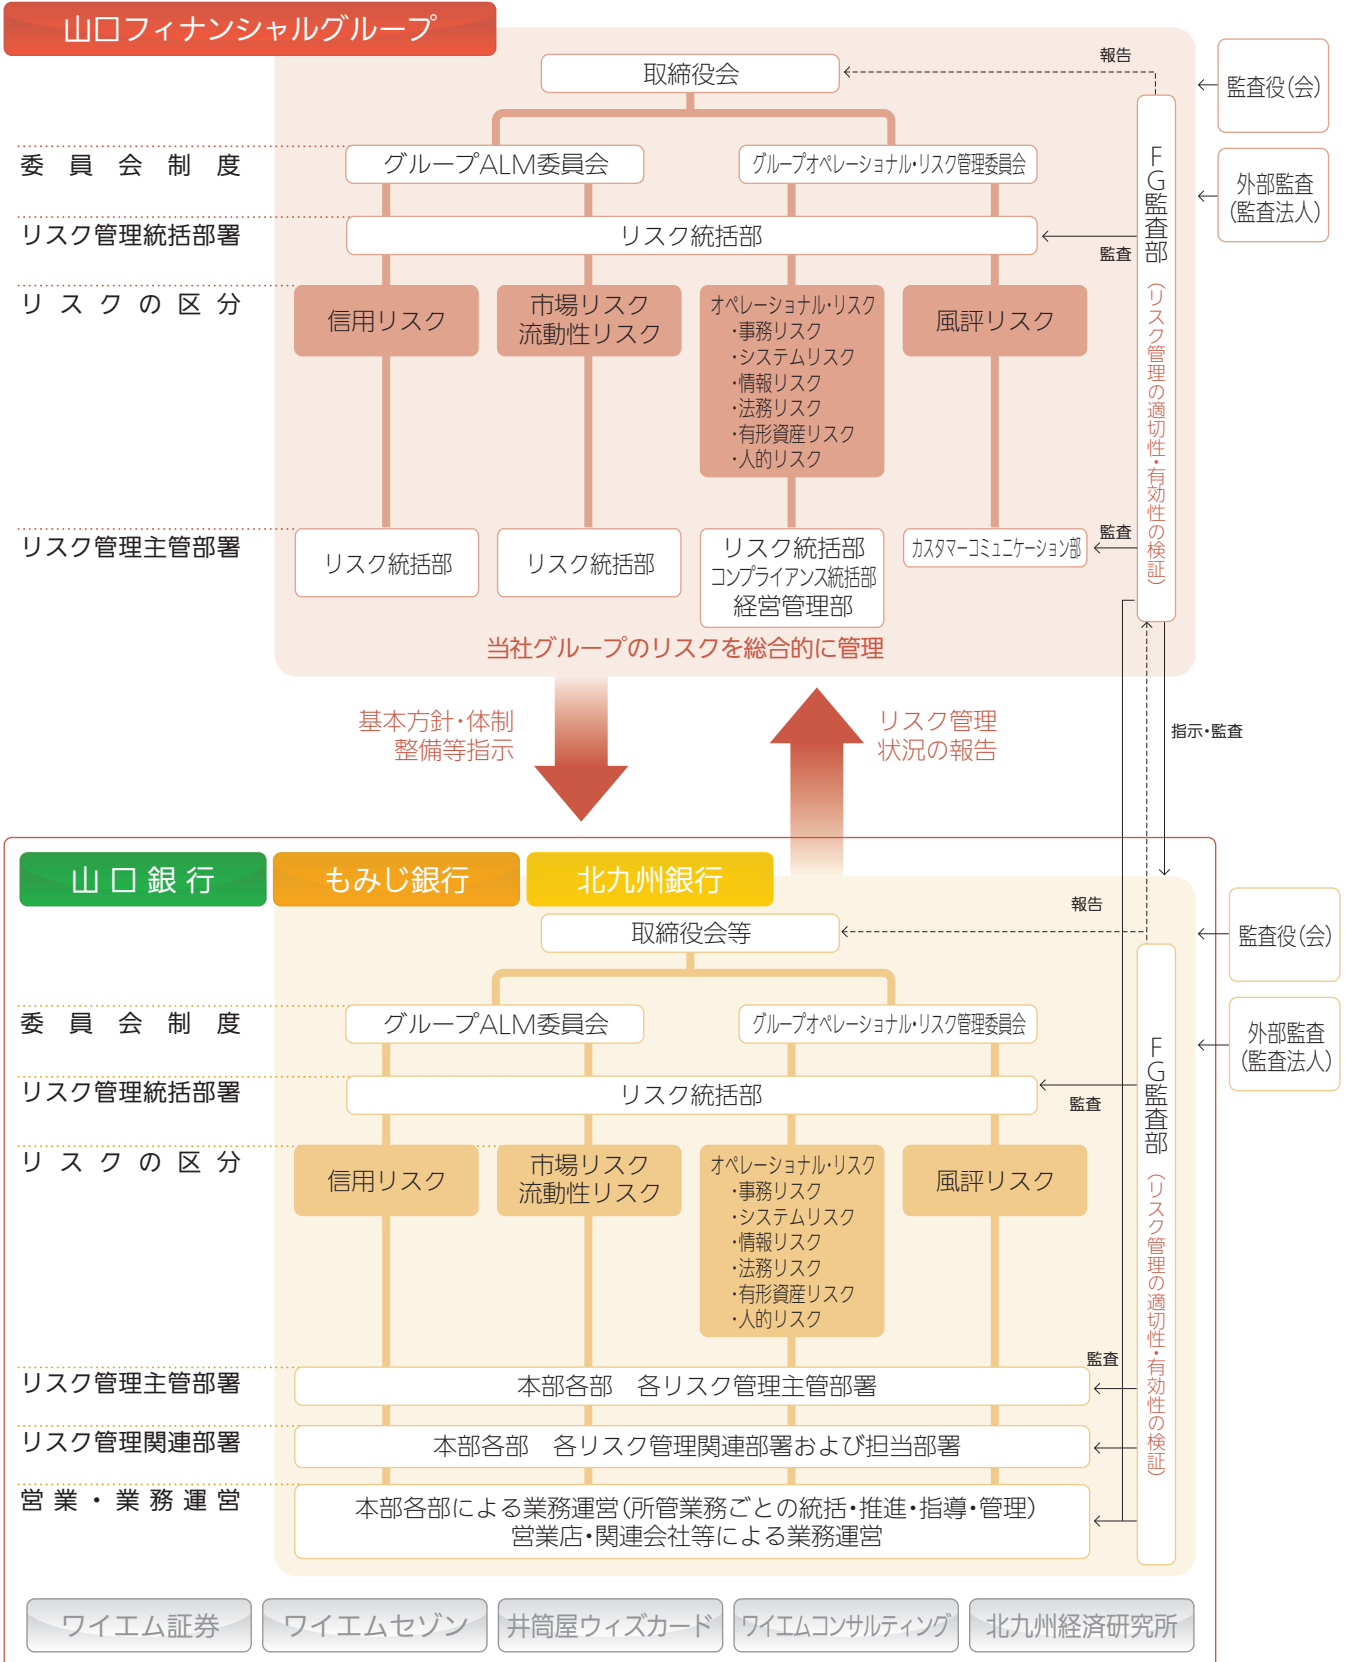 山口フィナンシャルグループ
取締役会
報告
監査役(会)
委員会制度
グループALM委員会
グループオペレーショナル・リスク管理委員会
外部監査
(監査法人)
FG監査部(リスク管理の適切性・有効性の検証)
リスク管理統括部署
リスク統括部
監査
リスクの区分
信用リスク
市場リスク
流動性リスク
オペレーショナル・リスク
・事務リスク
・システムリスク
・情報リスク
・法務リスク
・有形資産リスク
・人的リスク
風評リスク
リスク管理主管部署
リスク統括部
リスク統括部
リスク統括部
コンプライアンス統括部
経営管理部
カスタマーコミュニケーション部
監査
当社グループのリスクを総合的に管理
基本方針・体制
整備等指示
リスク管理
状況の報告
指示・監査
山口銀行
もみじ銀行
北九州銀行
取締役会等
報告
監査役(会)
委員会制度
グループALM委員会
グループオペレーショナル・リスク管理委員会
外部監査
(監査法人)
FG監査部(リスク管理の適切性・有効性の検証)
リスク管理統括部署
リスク統括部
監査
リスクの区分
信用リスク
市場リスク
流動性リスク
オペレーショナル・リスク
・事務リスク
・システムリスク
・情報リスク
・法務リスク
・有形資産リスク
・人的リスク
風評リスク
監査
リスク管理主管部署
本部各部 各リスク管理主管部署
リスク管理関連部署
本部各部 各リスク管理関連部署および担当部署
営業・業務運営
本部各部による業務運営(所管業務ごとの統括・推進・指導・管理)
営業店・関連会社等による業務運営
ワイエム証券
ワイエムセゾン
井筒屋ウィズカード
ワイエムコンサルティング
北九州経済研究所